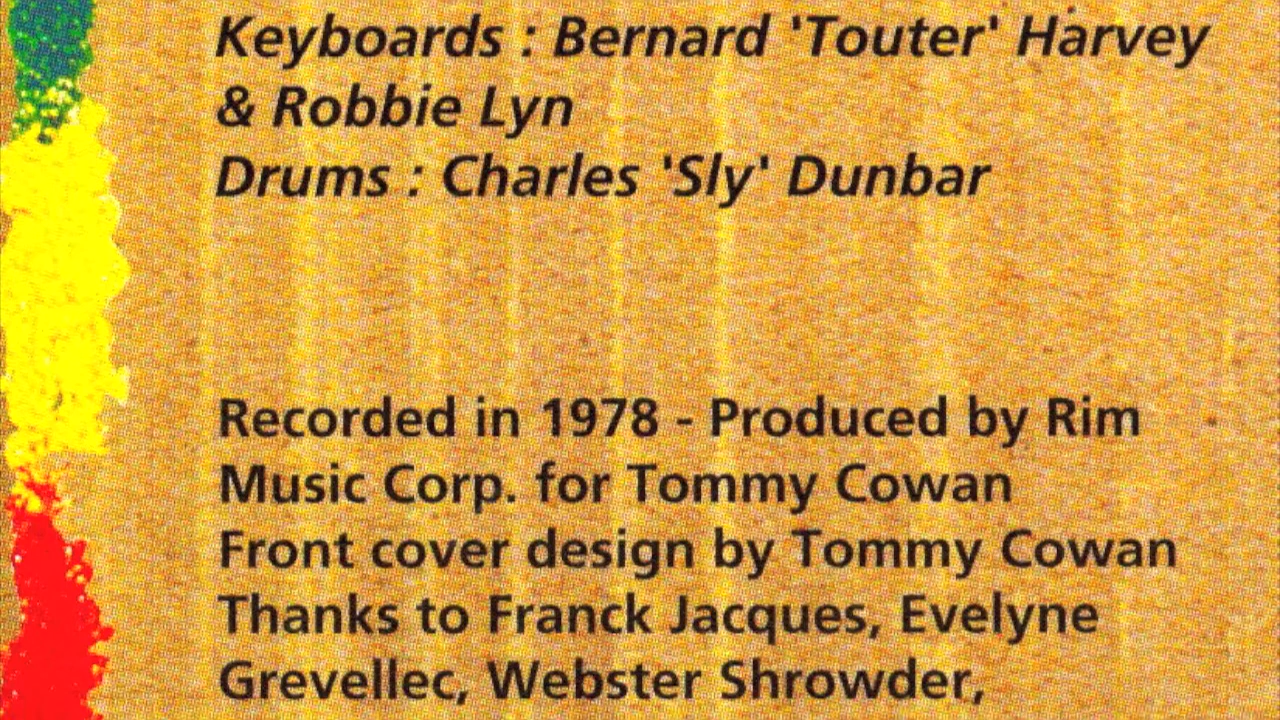 Keyboards : Bernard 'Touter' Harvey
& Robbie Lyn
Drums : Charles 'Sly' Dunbar
Recorded in 1978 - Produced by Rim
Music Corp. for Tommy Cowan
Front cover design by Tommy Cowan
Thanks to Franck Jacques, Evelyne
Grevellec, Webster Shrowder,